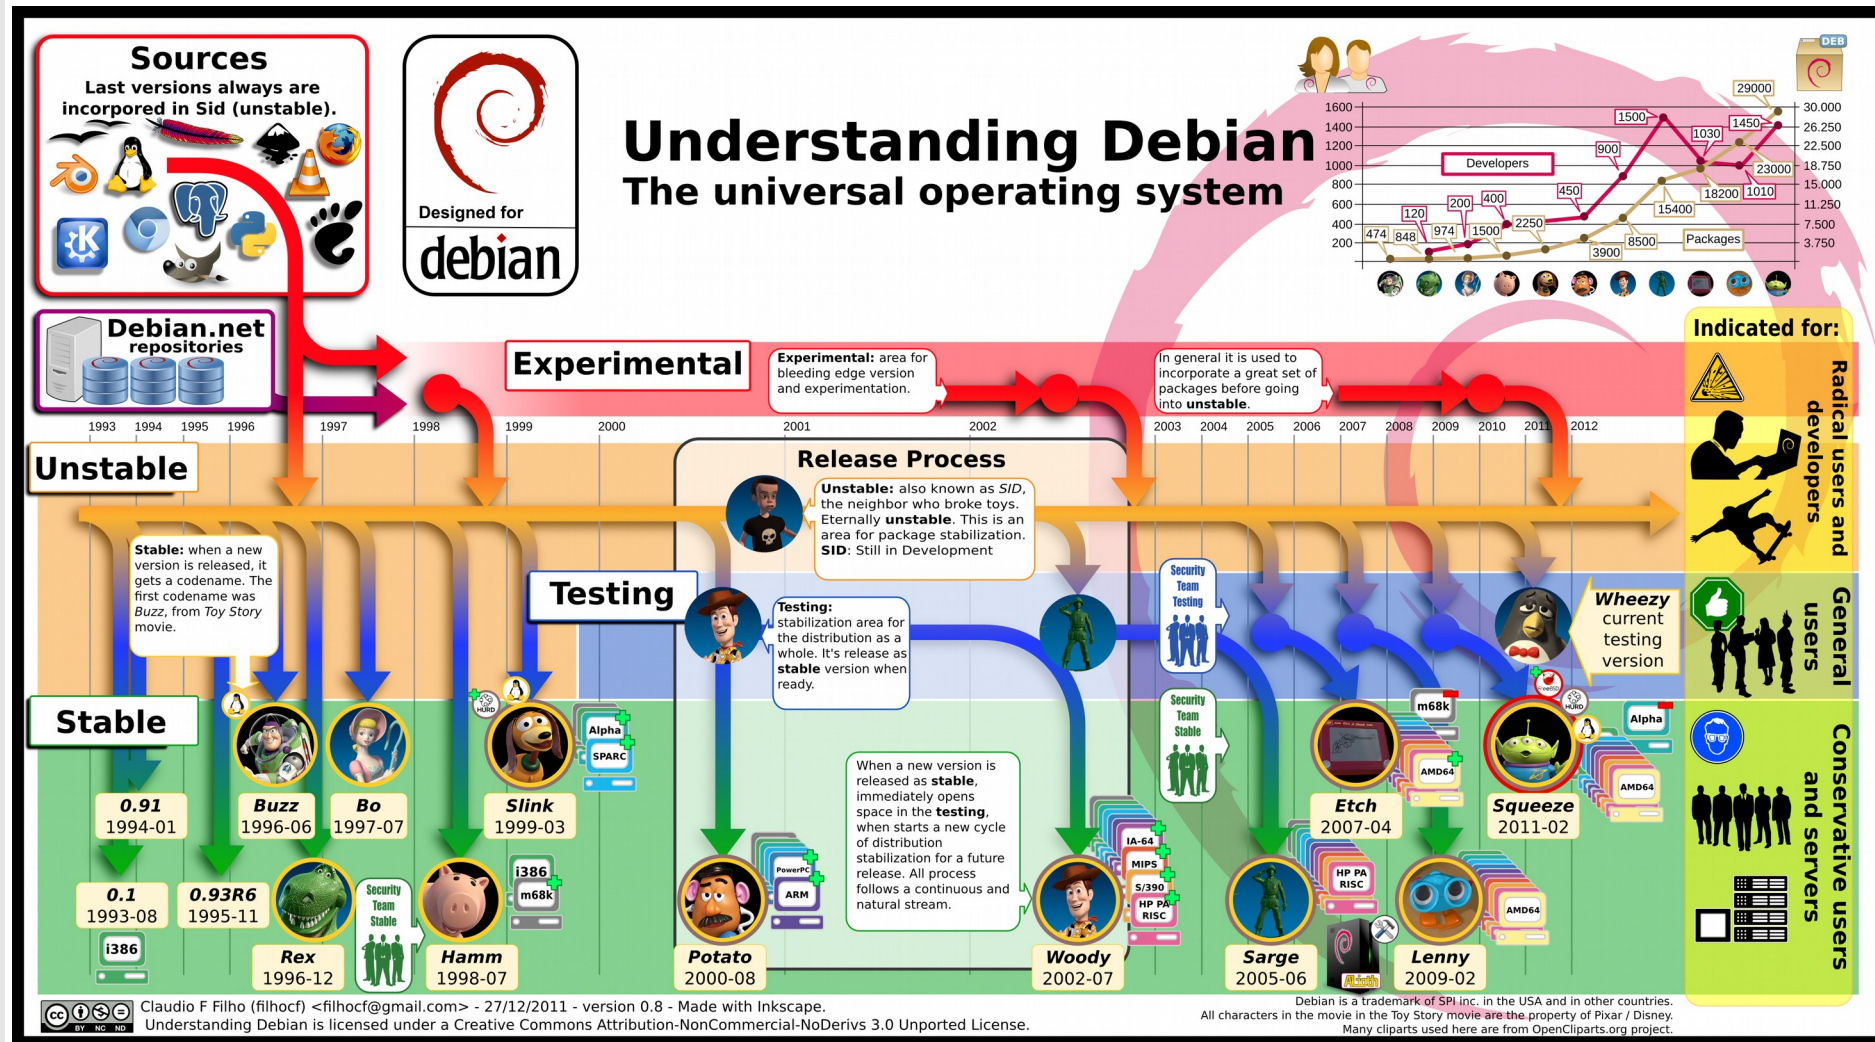 Sources
Last versions always are
incorpored in Sid (unstable).
Designed for
debian
Understanding Debian
The universal operating system
DEB
1600
1400
1200
1000
800
600
400
200
30.000
26.250
22.500
18.750
15.000
11.250
7.500
3.750
Developers
120
200
400
450
900
1500
1030
1010
1450
Packages
474
848
974
1500
2250
3900
8500
15400
18200
23000
29000
Debian.net
repositories
Experimental
Experimental: area for
bleeding edge version
and experimentation.
In general it is used to
incorporate a great set of
packages before going
into unstable.
Indicated for:
Radical users and
developers
General
users
Conservative users
and servers
1993 1994 1995 1996 1997 1998 1999 2000 2001 2002 2003 2004 2005 2006 2007 2008 2009 2010 2011 2012
Unstable
Release Process
Unstable: also known as SID,
the neighbor who broke toys.
Eternally unstable. This is an
area for package stabilization.
SID: Still in Development
Stable: when a new
version is released, it
gets a codename. The
first codename was
Buzz, from Toy Story
movie.
Testing
Testing:
stabilization area for
the distribution as a
whole. It's release as
stable version when
ready.
Security
Team
Testing
Wheezy
current
testing
version
Stable
HURD
Alpha
SPARC
Security
Team
Stable
m68k
AMD64
FreeBSD
HURD
Alpha
AMD64
0.91
1994-01
Buzz
1996-06
Bo
1997-07
Slink
1999-03
Etch
2007-04
Squeeze
2011-02
When a new version is
released as stable,
immediately opens
space in the testing,
when starts a new cycle
of distribution
stabilization for a future
release. All process
follows a continuous and
natural stream.
0.1
1993-08
i386
0.93R6
1995-11
Rex
1996-12
Security
Team
Stable
Hamm
1998-07
i386
m68k
Potato
2000-08
PowerPC
ARM
Woody
2002-07
IA-64
MIPS
S/390
HP PA
RISC
Sarge
2005-06
HP PA
RISC
Alioth
Lenny
2009-02
AMD64
cc BY NC ND
Claudio F Filho (filhocf) <filhocf@gmail.com> - 27/12/2011 - version 0.8 - Made with Inkscape.
Understanding Debian is licensed under a Creative Commons Attribution-NonCommercial-NoDerivs 3.0 Unported License.
Debian is a trademark of SPI inc. in the USA and in other countries.
All characters in the movie in the Toy Story movie are the property of Pixar / Disney.
Many cliparts used here are from OpenCliparts.org project.